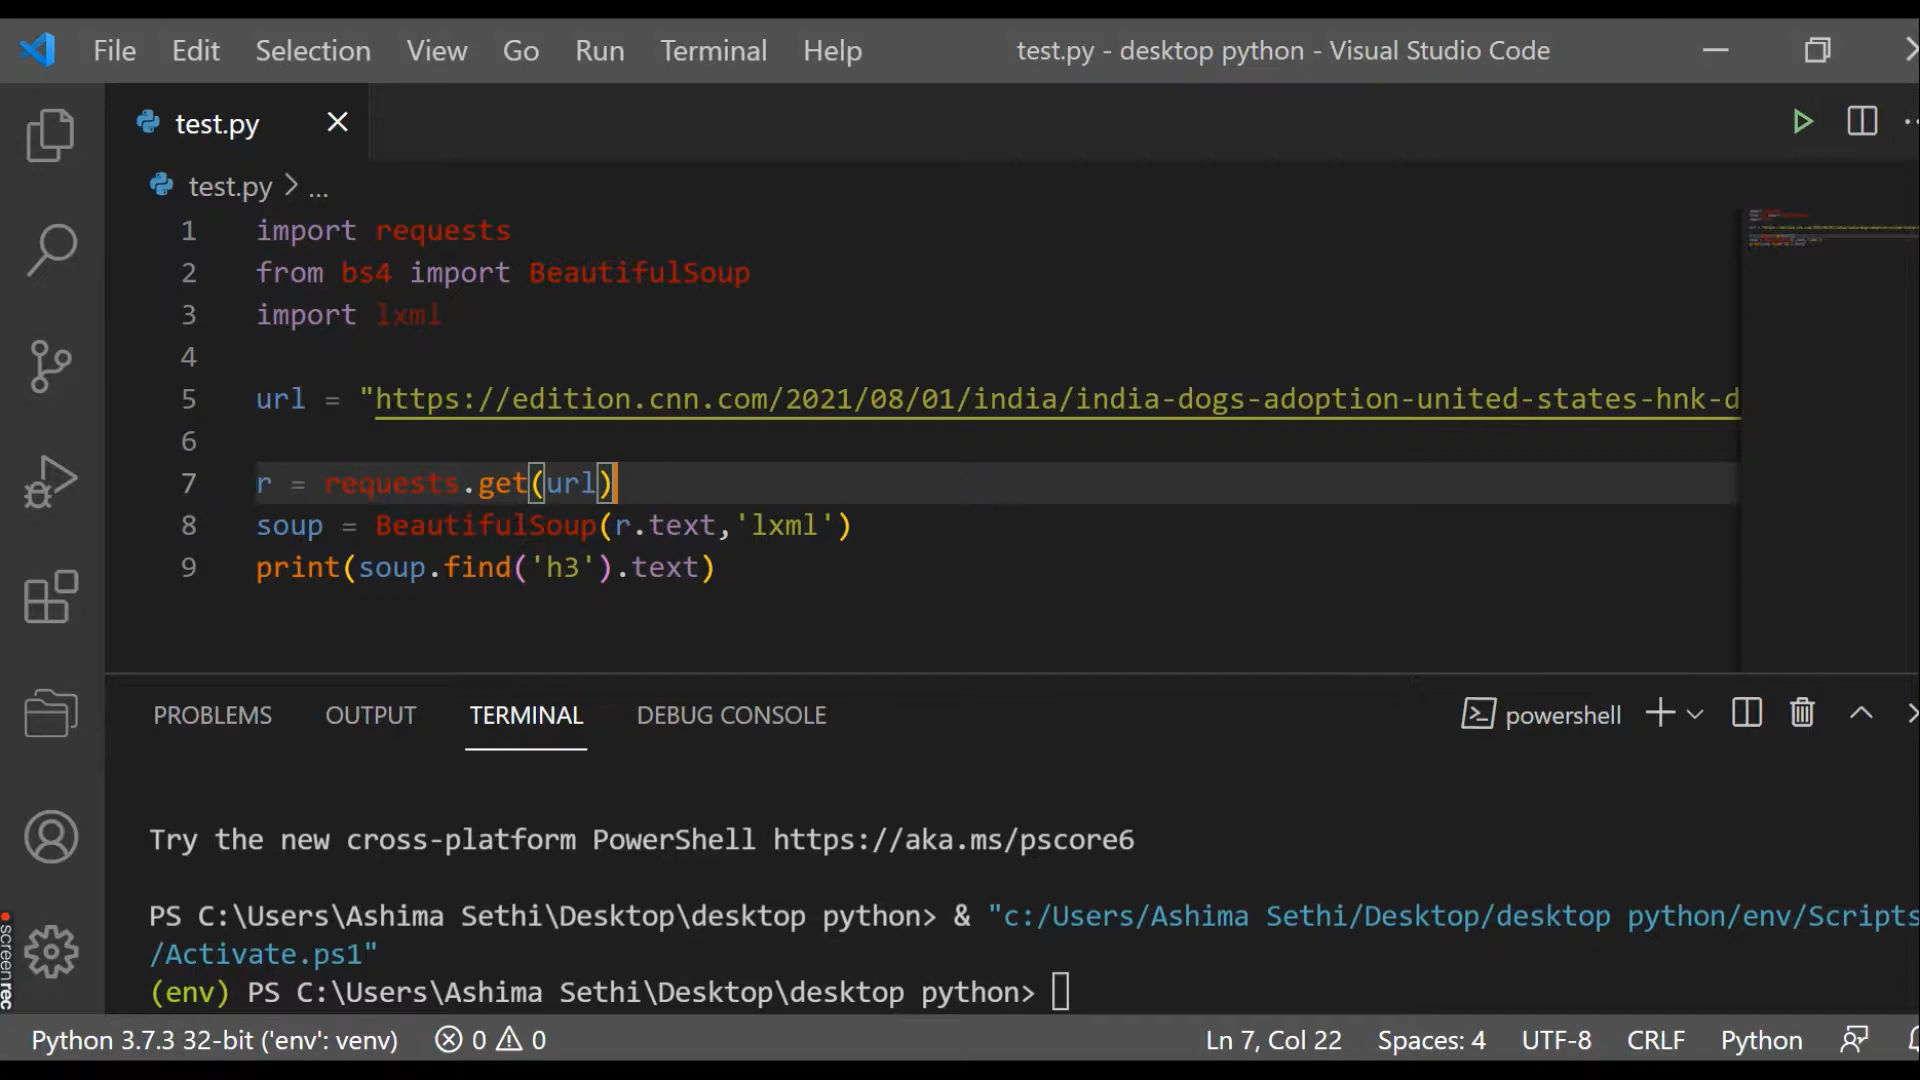 File Edit Selection View Go Run Terminal Help test.py - desktop python - Visual Studio Code
test.py
test.py > ...
1 import requests
2 from bs4 import BeautifulSoup
3 import lxml
4
5 url = "https://edition.cnn.com/2021/08/01/india/india-dogs-adoption-united-states-hnk-d
6
7 r = requests.get(url)
8 soup = BeautifulSoup(r.text,'lxml')
9 print(soup.find('h3').text)
PROBLEMS OUTPUT TERMINAL DEBUG CONSOLE powershell
Try the new cross-platform PowerShell https://aka.ms/pscore6
PS C:\Users\Ashima Sethi\Desktop\desktop python> & "c:/Users/Ashima Sethi/Desktop/desktop python/env/Scripts
/Activate.ps1"
(env) PS C:\Users\Ashima Sethi\Desktop\desktop python>
screenrec
Python 3.7.3 32-bit ('env': venv) 0 0 Ln 7, Col 22 Spaces: 4 UTF-8 CRLF Python